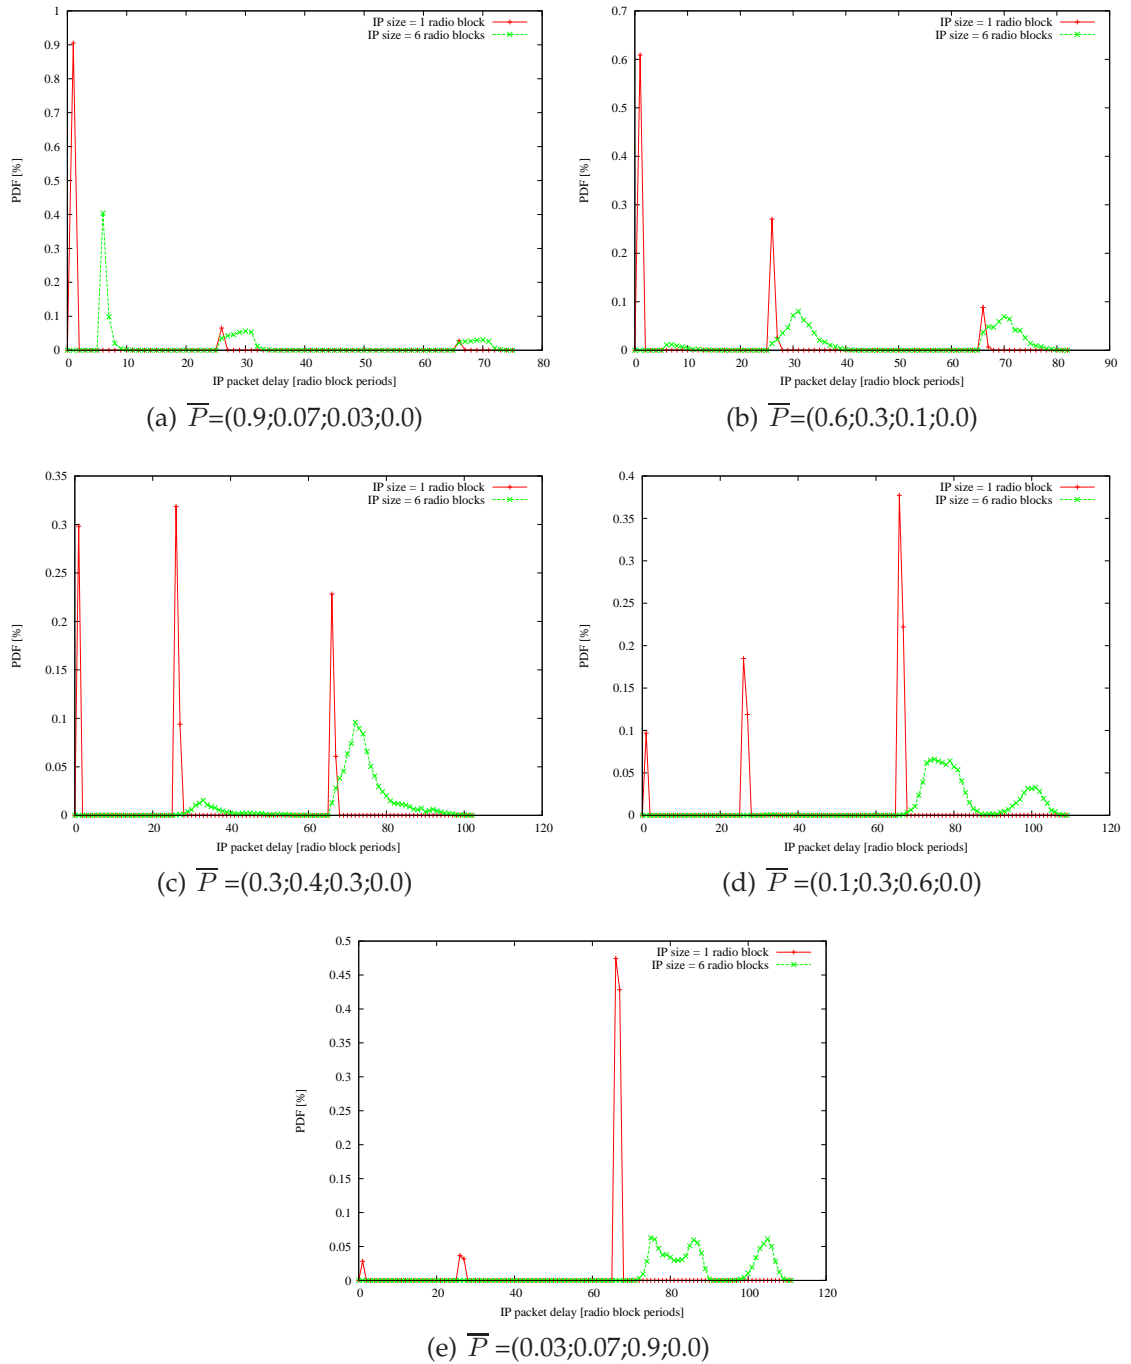 1
0.9
0.8
0.7
0.6
0.5
0.4
0.3
0.2
0.1
0
0 10 20 30 40 50 60 70 80
PDF [%]
IP packet delay [radio block periods]
IP size = 1 radio block
IP size = 6 radio blocks
(a) P=(0.9;0.07;0.03;0.0)
0.7
0.6
0.5
0.4
0.3
0.2
0.1
0
0 10 20 30 40 50 60 70 80 90
PDF [%]
IP packet delay [radio block periods]
IP size = 1 radio block
IP size = 6 radio blocks
(b) P=(0.6;0.3;0.1;0.0)
0.35
0.3
0.25
0.2
0.15
0.1
0.05
0
0 20 40 60 80 100 120
PDF [%]
IP packet delay [radio block periods]
IP size = 1 radio block
IP size = 6 radio blocks
(c) P =(0.3;0.4;0.3;0.0)
0.4
0.35
0.3
0.25
0.2
0.15
0.1
0.05
0
0 20 40 60 80 100 120
PDF [%]
IP packet delay [radio block periods]
IP size = 1 radio block
IP size = 6 radio blocks
(d) P =(0.1;0.3;0.6;0.0)
0.5
0.45
0.4
0.35
0.3
0.25
0.2
0.15
0.1
0.05
0
0 20 40 60 80 100 120
PDF [%]
IP packet delay [radio block periods]
IP size = 1 radio block
IP size = 6 radio blocks
(e) P =(0.03;0.07;0.9;0.0)